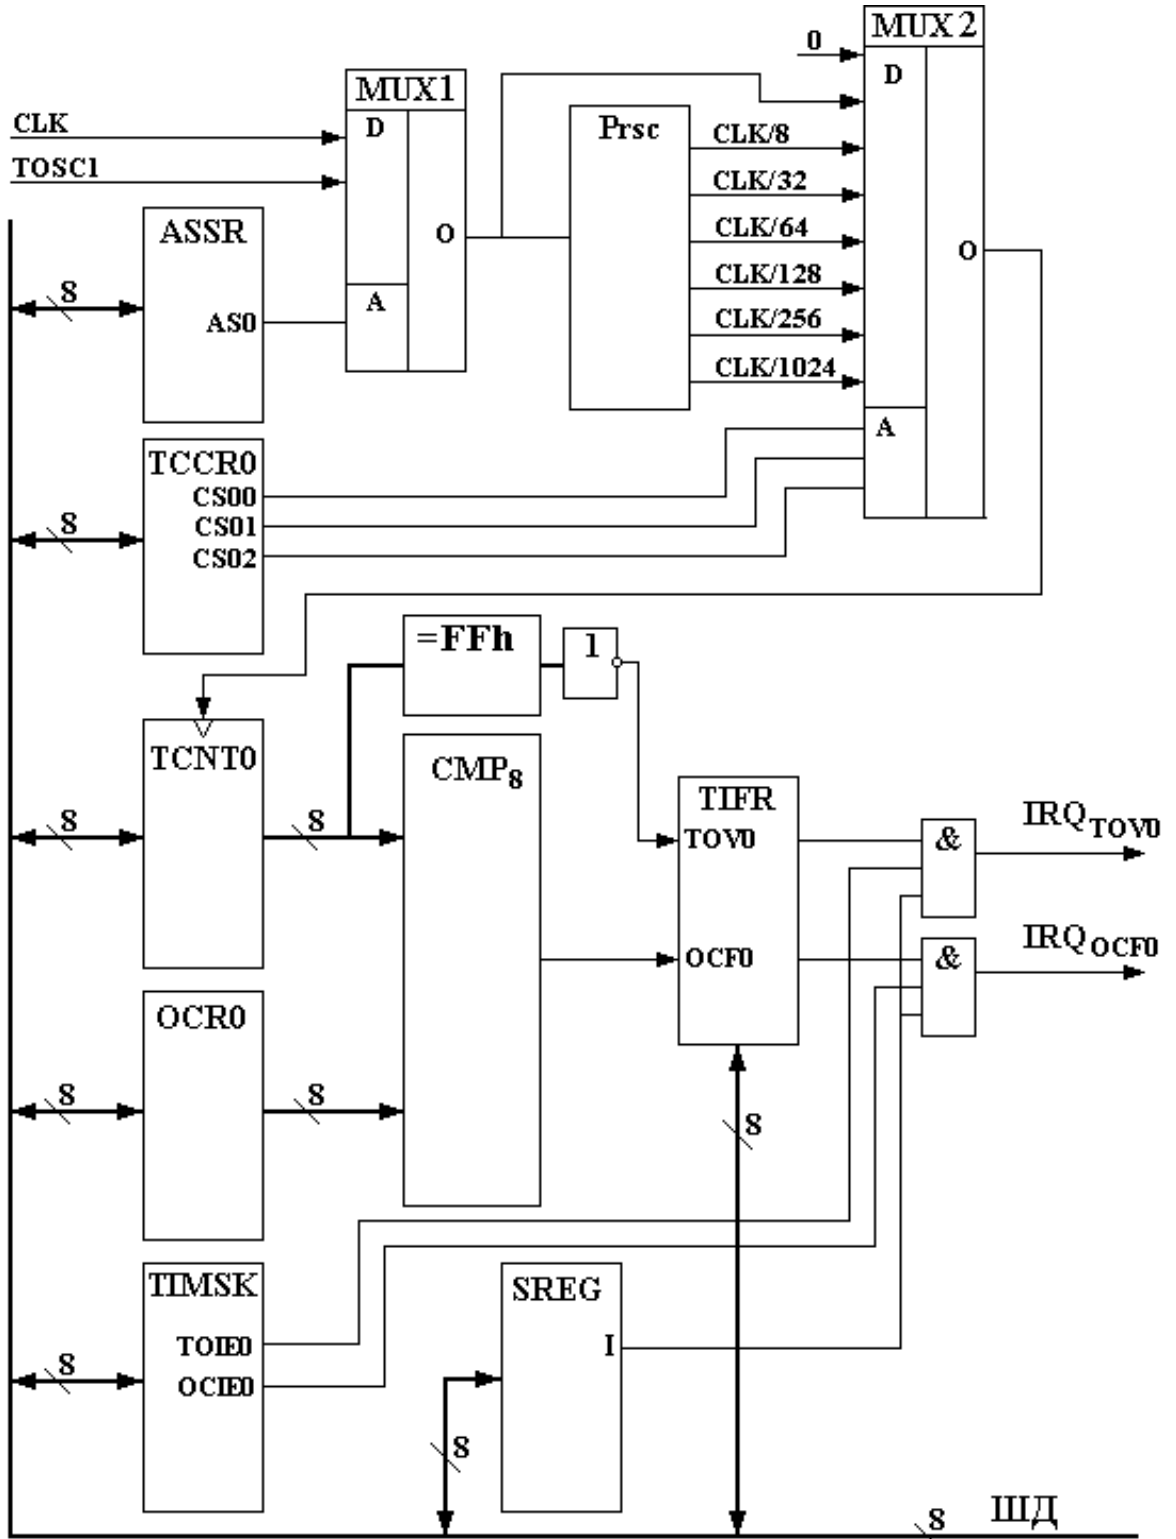 MUX 2
0
D
MUX1
CLK
D
Prsc
CLK/8
TOSC1
CLK/32
ASSR
O
CLK/64
O
CLK/128
8
A
AS0
CLK/256
CLK/1024
A
TCCR0
CS00
8
CS01
CS02
=FFh
1
TCNT0
CMP8
TIFR
8
8
TOV0
&
IRQTOV0
OCF0
&
IRQOCF0
OCR0
8
8
8
TIMSK
SREG
TOIE0
I
8
OCIE0
8
8
ШД